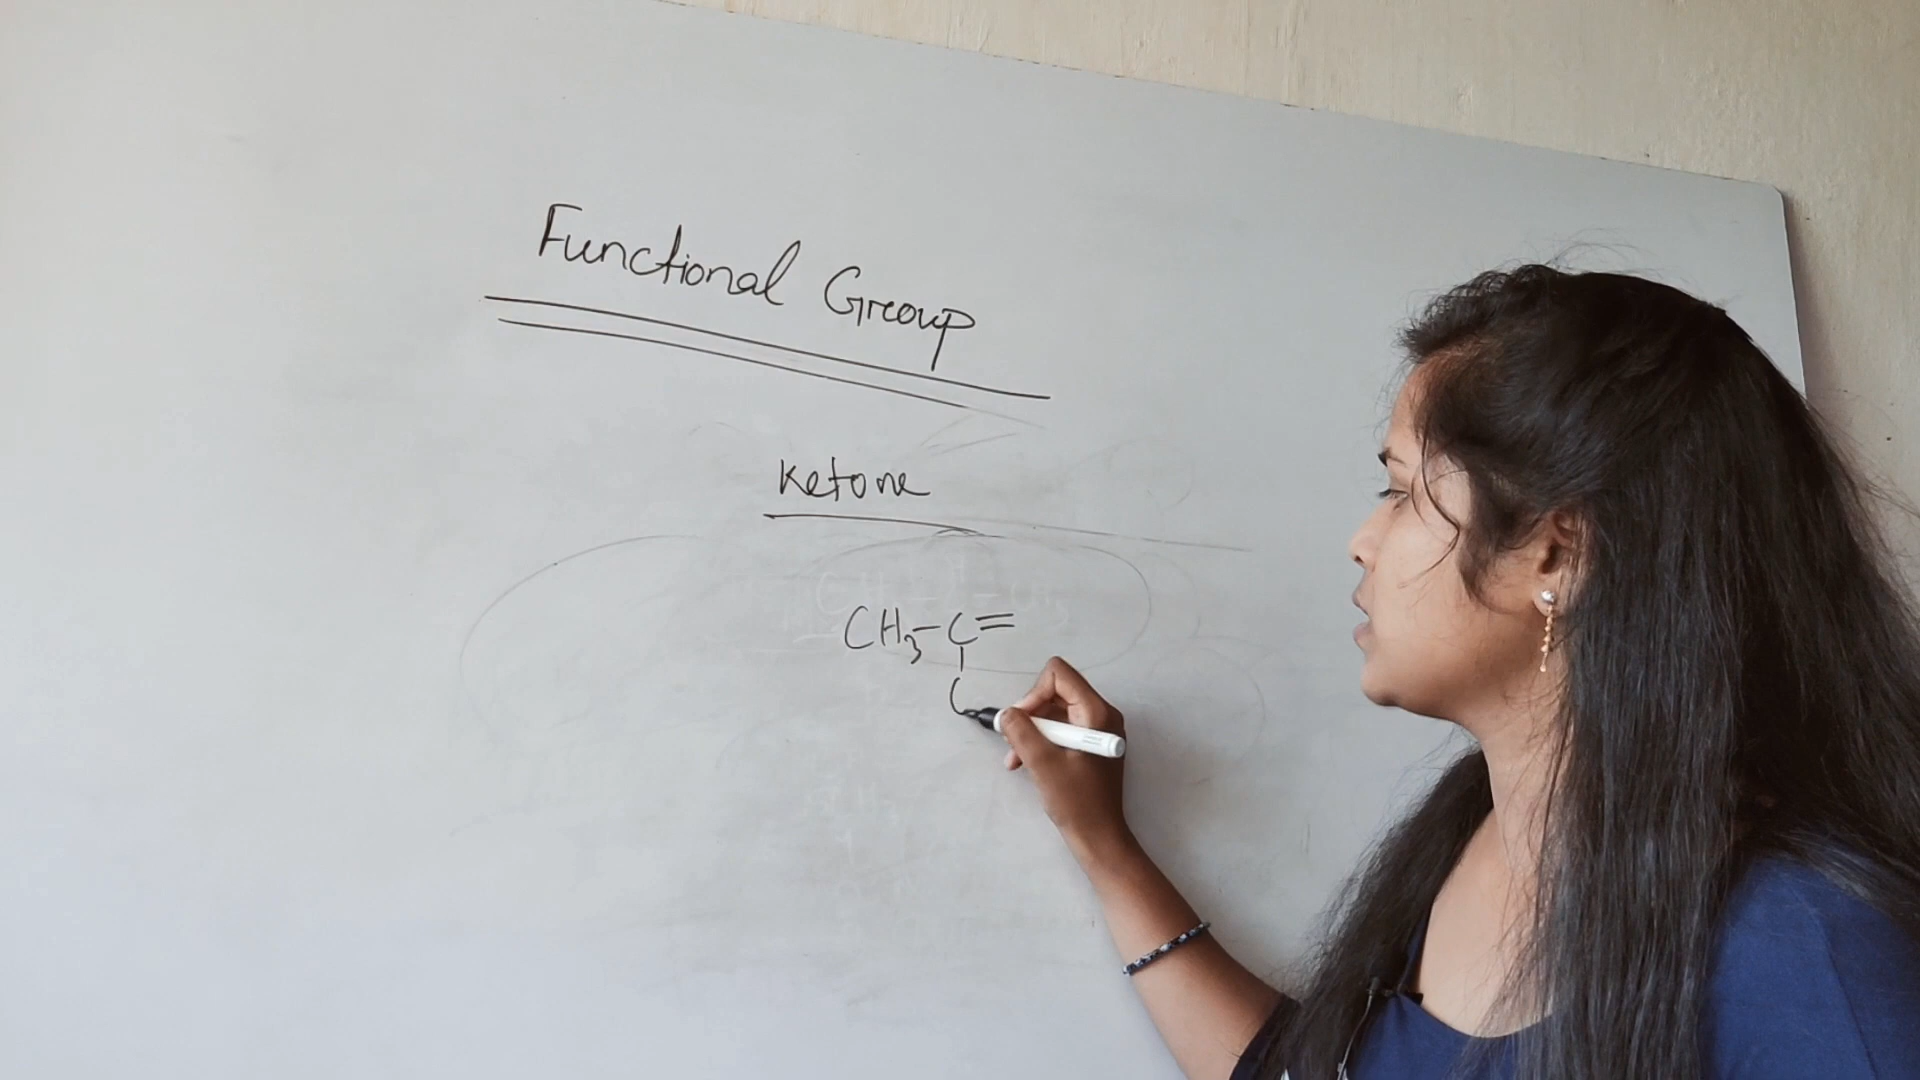 Functional Group
Ketone
CH3-C=
C